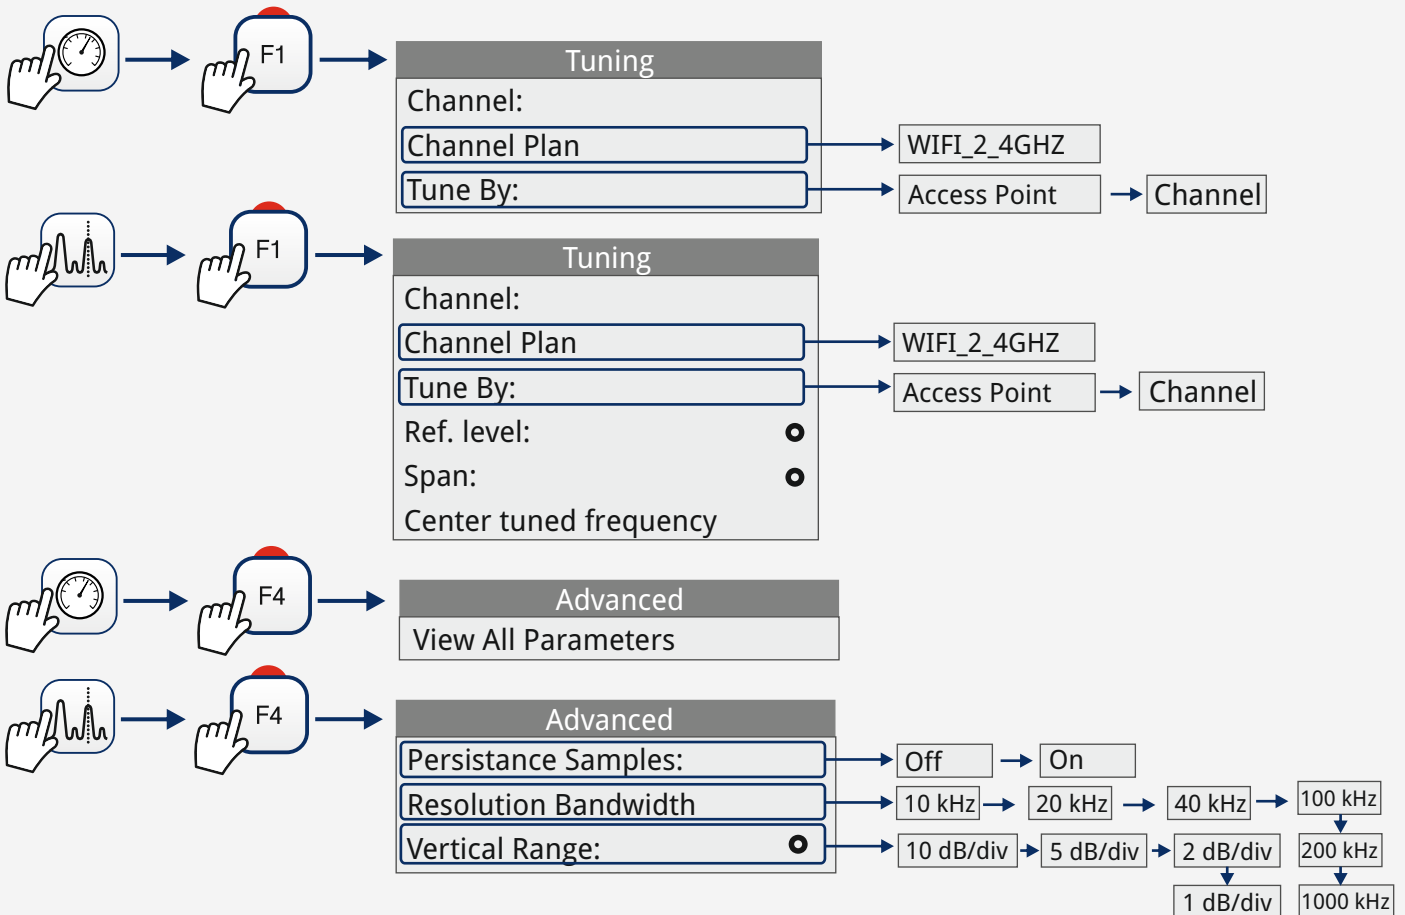 F1
Tuning
Channel:
Channel Plan
WIFI_2_4GHZ
Tune By:
Access Point
Channel
F1
Tuning
Channel:
Channel Plan
WIFI_2_4GHZ
Tune By:
Access Point
Channel
Ref. level:
Span:
Center tuned frequency
F4
Advanced
View All Parameters
F4
Advanced
Persistance Samples:
Off
On
Resolution Bandwidth
10 kHz
20 kHz
40 kHz
100 kHz
200 kHz
1000 kHz
Vertical Range:
10 dB/div
5 dB/div
2 dB/div
1 dB/div